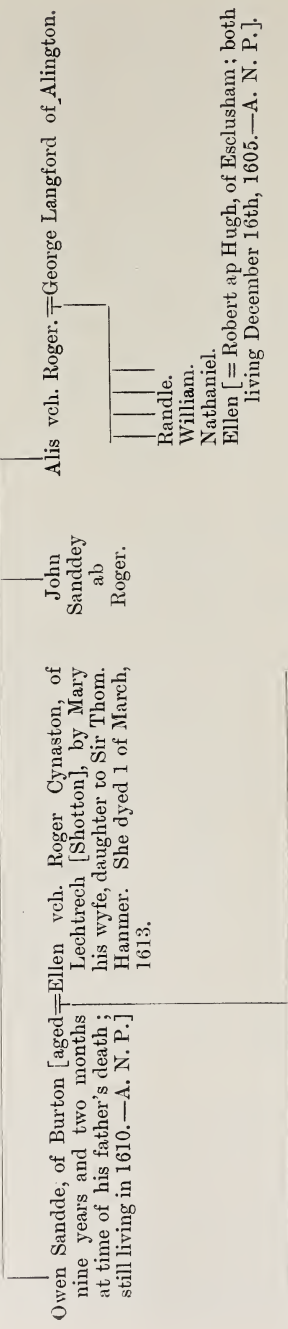 Owen Sandde, of Burton [aged
nine years and two months
at time of his father's death;
still living in 1610.—A. N. P.]
=Ellen vch. Roger Cynaston, of
Lechtrech [Shotton], by Mary
his wyfe, daughter to Sir Thom.
Hanmer. She dyed 1 of March,
1613.
John
Sanddey
ab
Roger.
Alis vch. Roger.=George Langford of Alington.
Randle.
William.
Nathaniel.
Ellen [= Robert ap Hugh, of Esclusham; both
living December 16th, 1605.—A. N. P.].